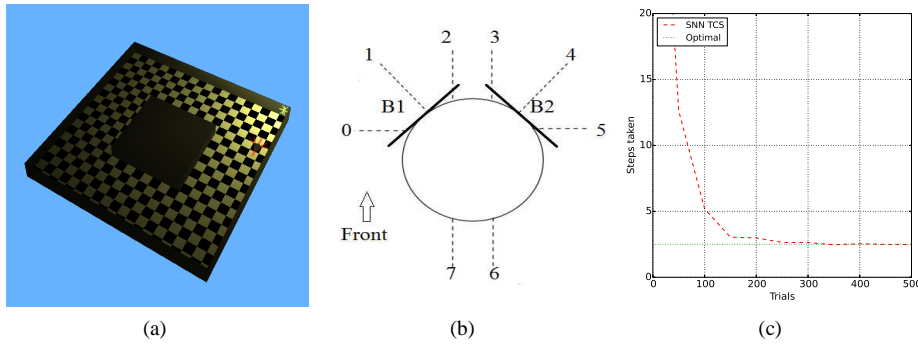 1
2
3
4
B1
B2
0
5
Front
7
6
(a)
(b)
20
15
10
5
0
Steps taken
SNN TCS
Optimal
0
100
200
300
400
500
Trials
(c)